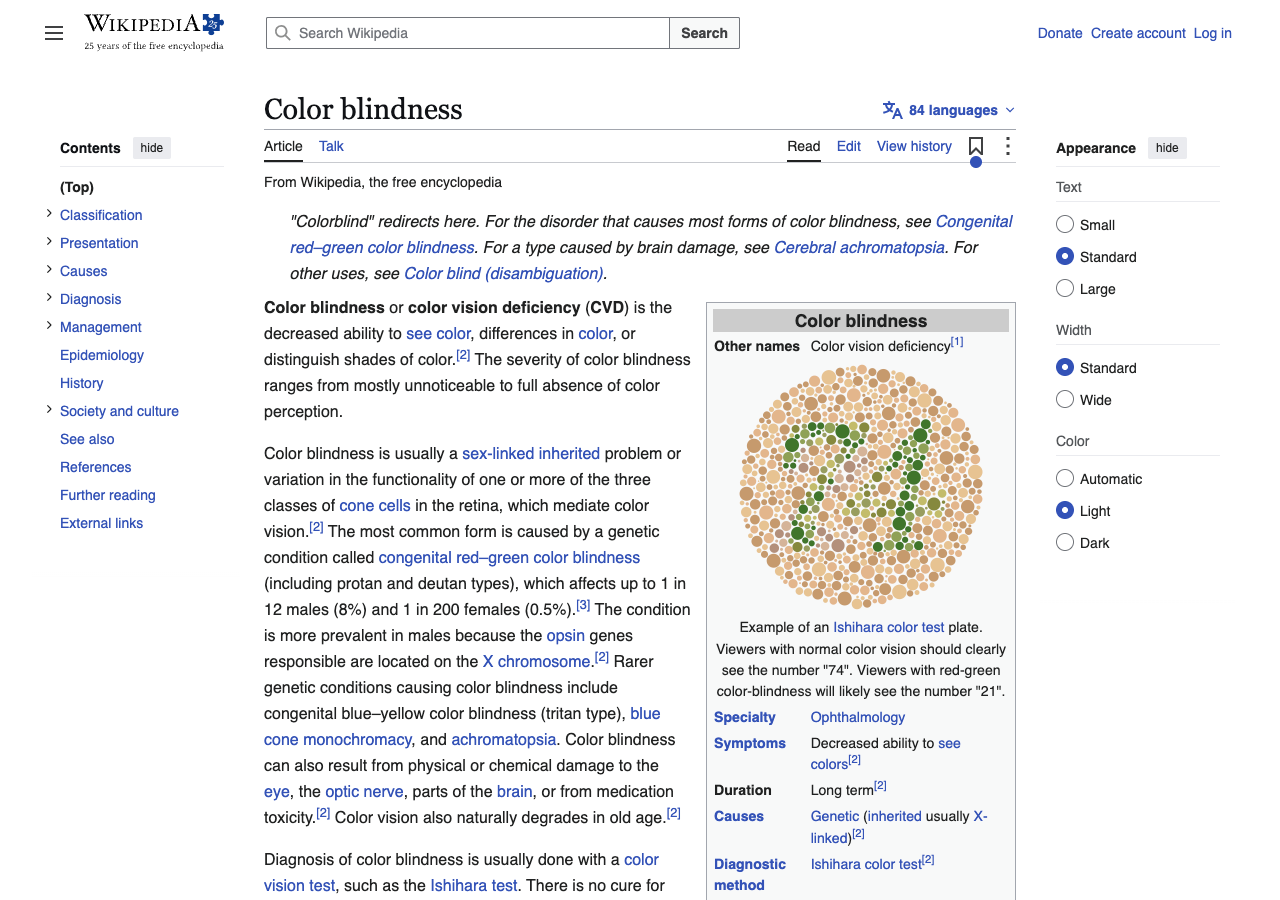 WIKIPEDIA 25
25 years of the free encyclopedia
Search Wikipedia
Search
Donate Create account Log in
Contents hide
(Top)
Classification
Presentation
Causes
Diagnosis
Management
Epidemiology
History
Society and culture
See also
References
Further reading
External links
Color blindness
84 languages
Article Talk
Read Edit View history
From Wikipedia, the free encyclopedia
"Colorblind" redirects here. For the disorder that causes most forms of color blindness, see Congenital
red–green color blindness. For a type caused by brain damage, see Cerebral achromatopsia. For
other uses, see Color blind (disambiguation).
Color blindness or color vision deficiency (CVD) is the
decreased ability to see color, differences in color, or
distinguish shades of color.[2] The severity of color blindness
ranges from mostly unnoticeable to full absence of color
perception.
Color blindness is usually a sex-linked inherited problem or
variation in the functionality of one or more of the three
classes of cone cells in the retina, which mediate color
vision.[2] The most common form is caused by a genetic
condition called congenital red–green color blindness
(including protan and deutan types), which affects up to 1 in
12 males (8%) and 1 in 200 females (0.5%).[3] The condition
is more prevalent in males because the opsin genes
responsible are located on the X chromosome.[2] Rarer
genetic conditions causing color blindness include
congenital blue–yellow color blindness (tritan type), blue
cone monochromacy, and achromatopsia. Color blindness
can also result from physical or chemical damage to the
eye, the optic nerve, parts of the brain, or from medication
toxicity.[2] Color vision also naturally degrades in old age.[2]
Diagnosis of color blindness is usually done with a color
vision test, such as the Ishihara test. There is no cure for
Color blindness
Other names Color vision deficiency[1]
74
Example of an Ishihara color test plate.
Viewers with normal color vision should clearly
see the number "74". Viewers with red-green
color-blindness will likely see the number "21".
Specialty Ophthalmology
Symptoms Decreased ability to see
colors[2]
Duration Long term[2]
Causes Genetic (inherited usually X-
linked)[2]
Diagnostic Ishihara color test[2]
method
Appearance hide
Text
Small
Standard
Large
Width
Standard
Wide
Color
Automatic
Light
Dark